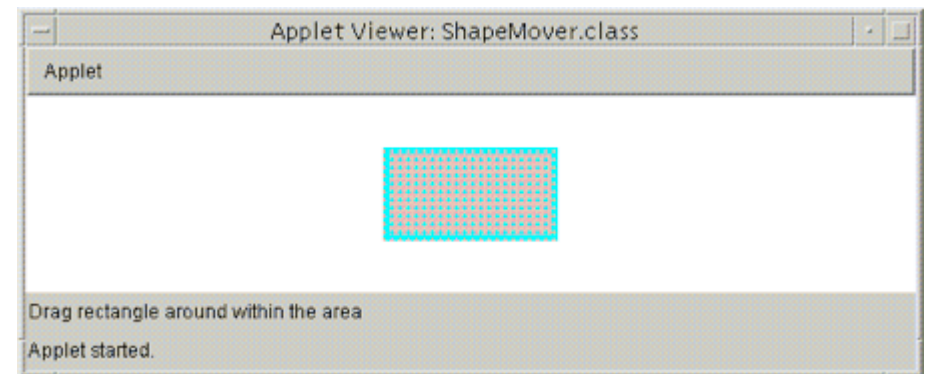 Applet Viewer: ShapeMover.class
Applet
Drag rectangle around within the area
Applet started.